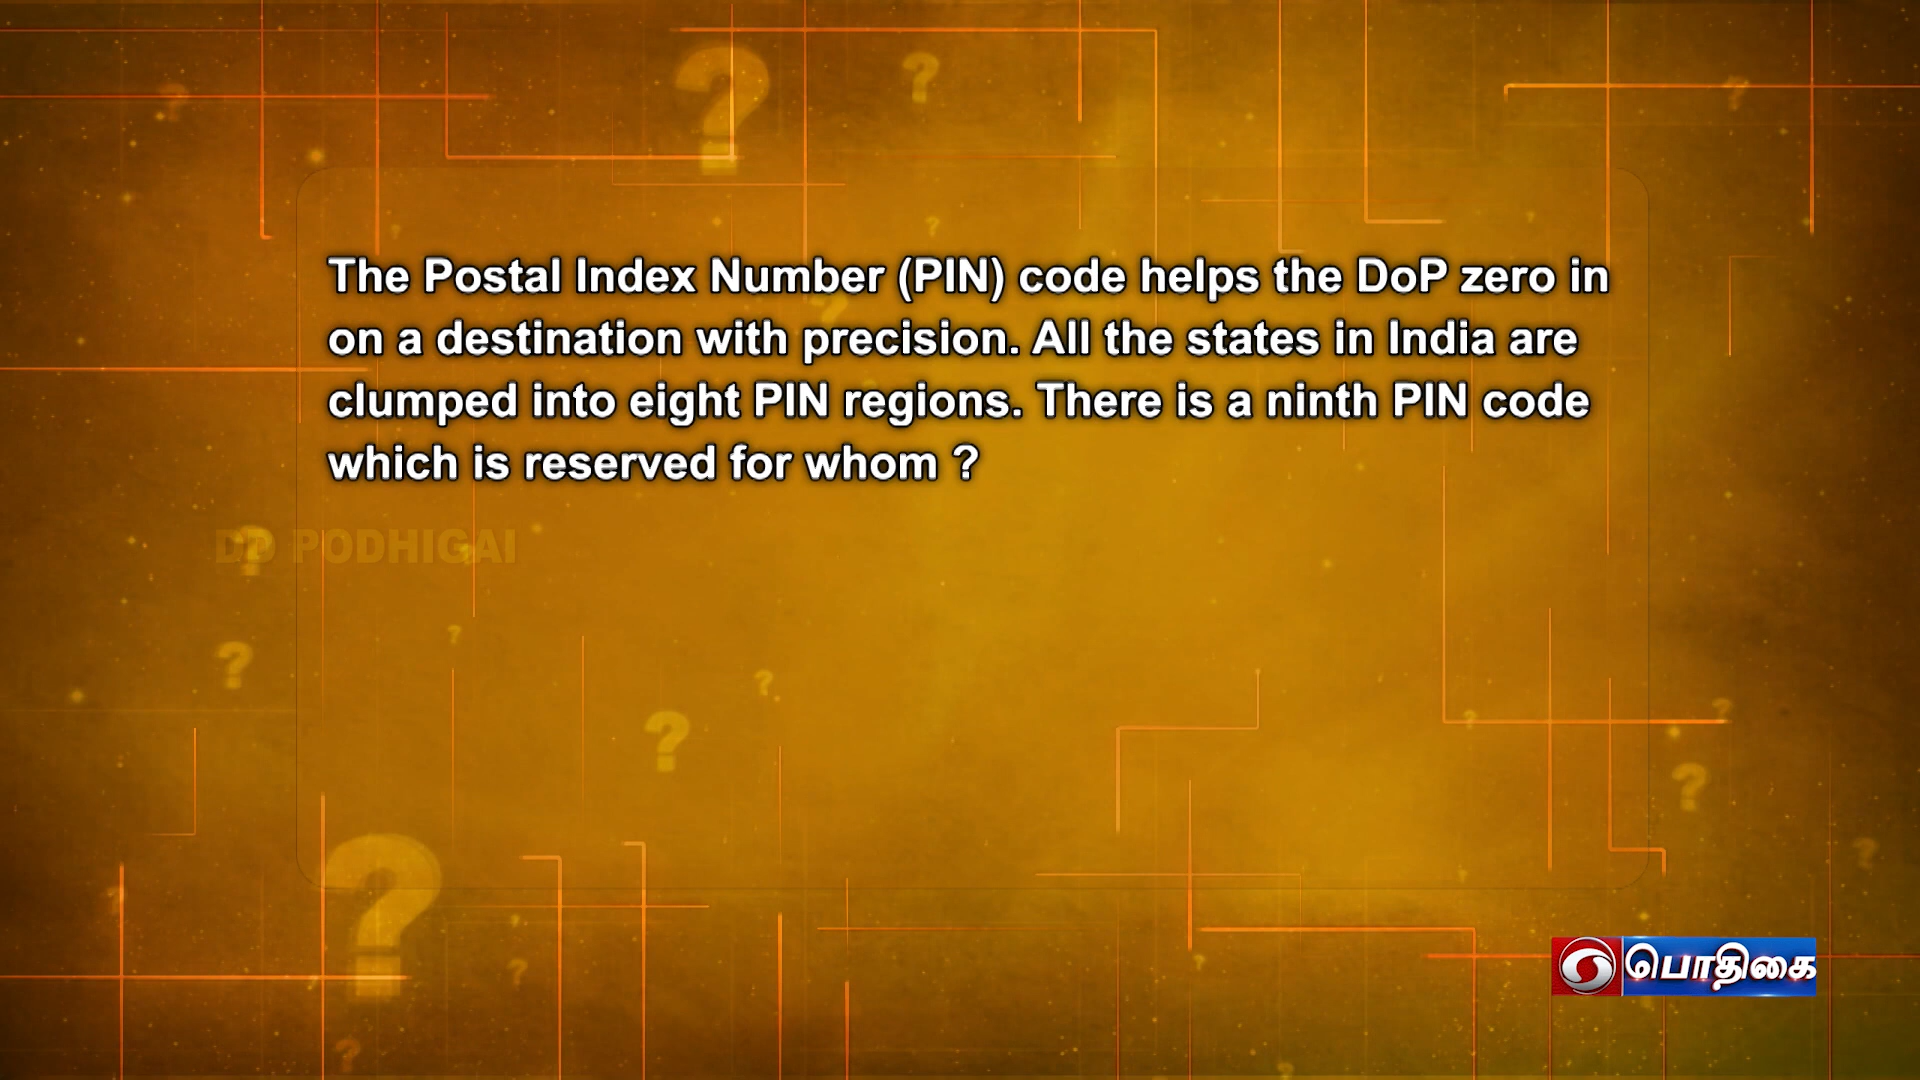 The Postal Index Number (PIN) code helps the DoP zero in
on a destination with precision. All the states in India are
clumped into eight PIN regions. There is a ninth PIN code
which is reserved for whom ?
DD PODHIGAI
பொதிகை